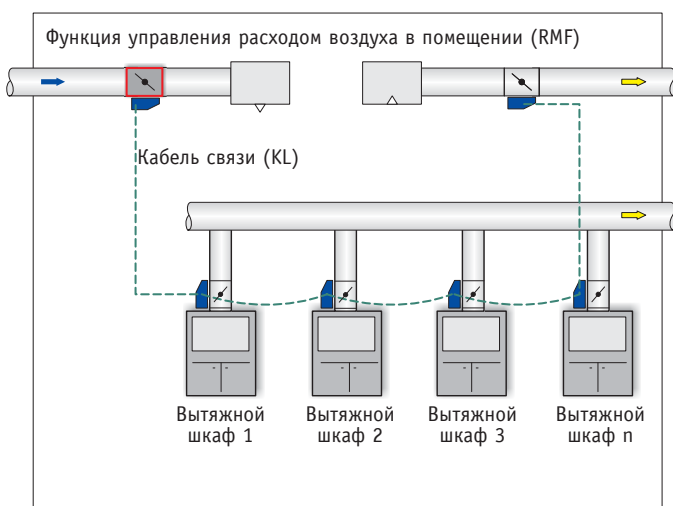 Функция управления расходом воздуха в помещении (RMF)
Кабель связи (KL)
Вытяжной
шкаф 1
Вытяжной
шкаф 2
Вытяжной
шкаф 3
Вытяжной
шкаф n